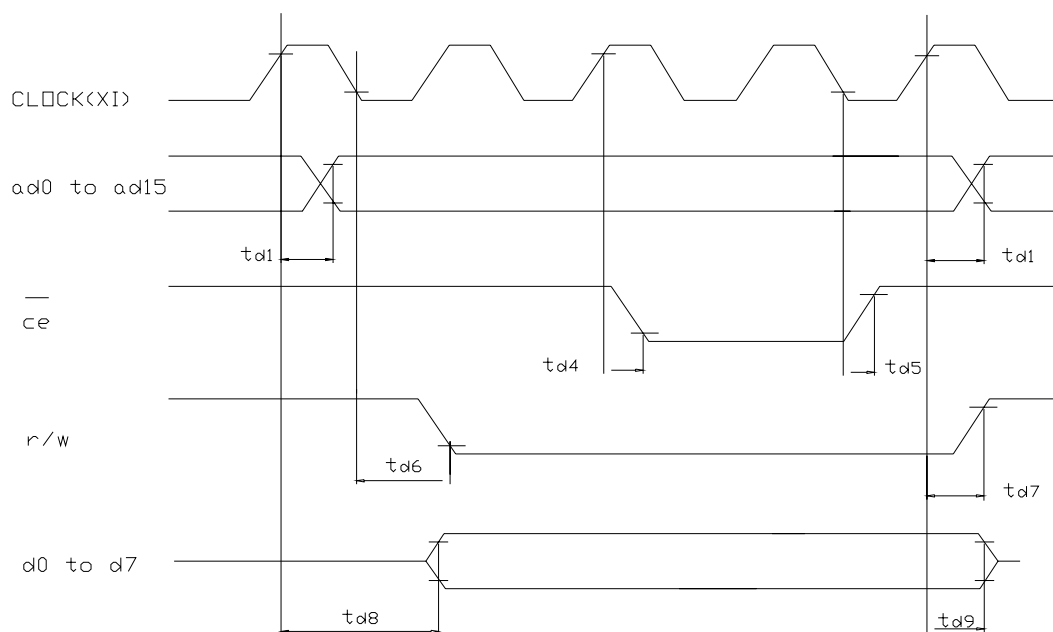 CLOCK(XI)
ad0 to ad15
td1
td1
ce
td4
td5
r/w
td6
td7
d0 to d7
td8
td9